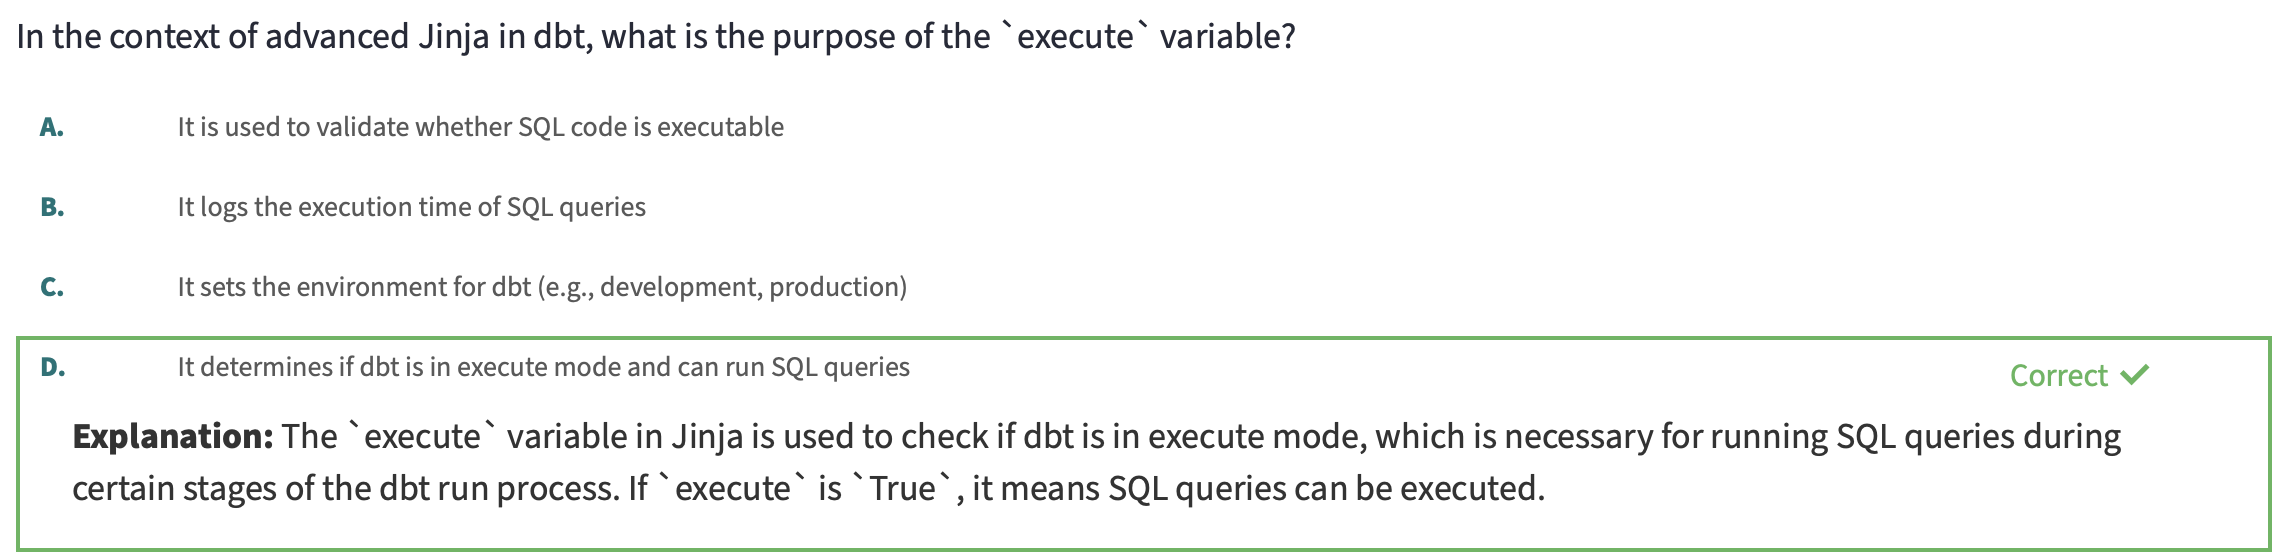 In the context of advanced Jinja in dbt, what is the purpose of the `execute` variable?
A. It is used to validate whether SQL code is executable
B. It logs the execution time of SQL queries
C. It sets the environment for dbt (e.g., development, production)
D. It determines if dbt is in execute mode and can run SQL queries
Correct ✔
Explanation: The `execute` variable in Jinja is used to check if dbt is in execute mode, which is necessary for running SQL queries during
certain stages of the dbt run process. If `execute` is `True`, it means SQL queries can be executed.